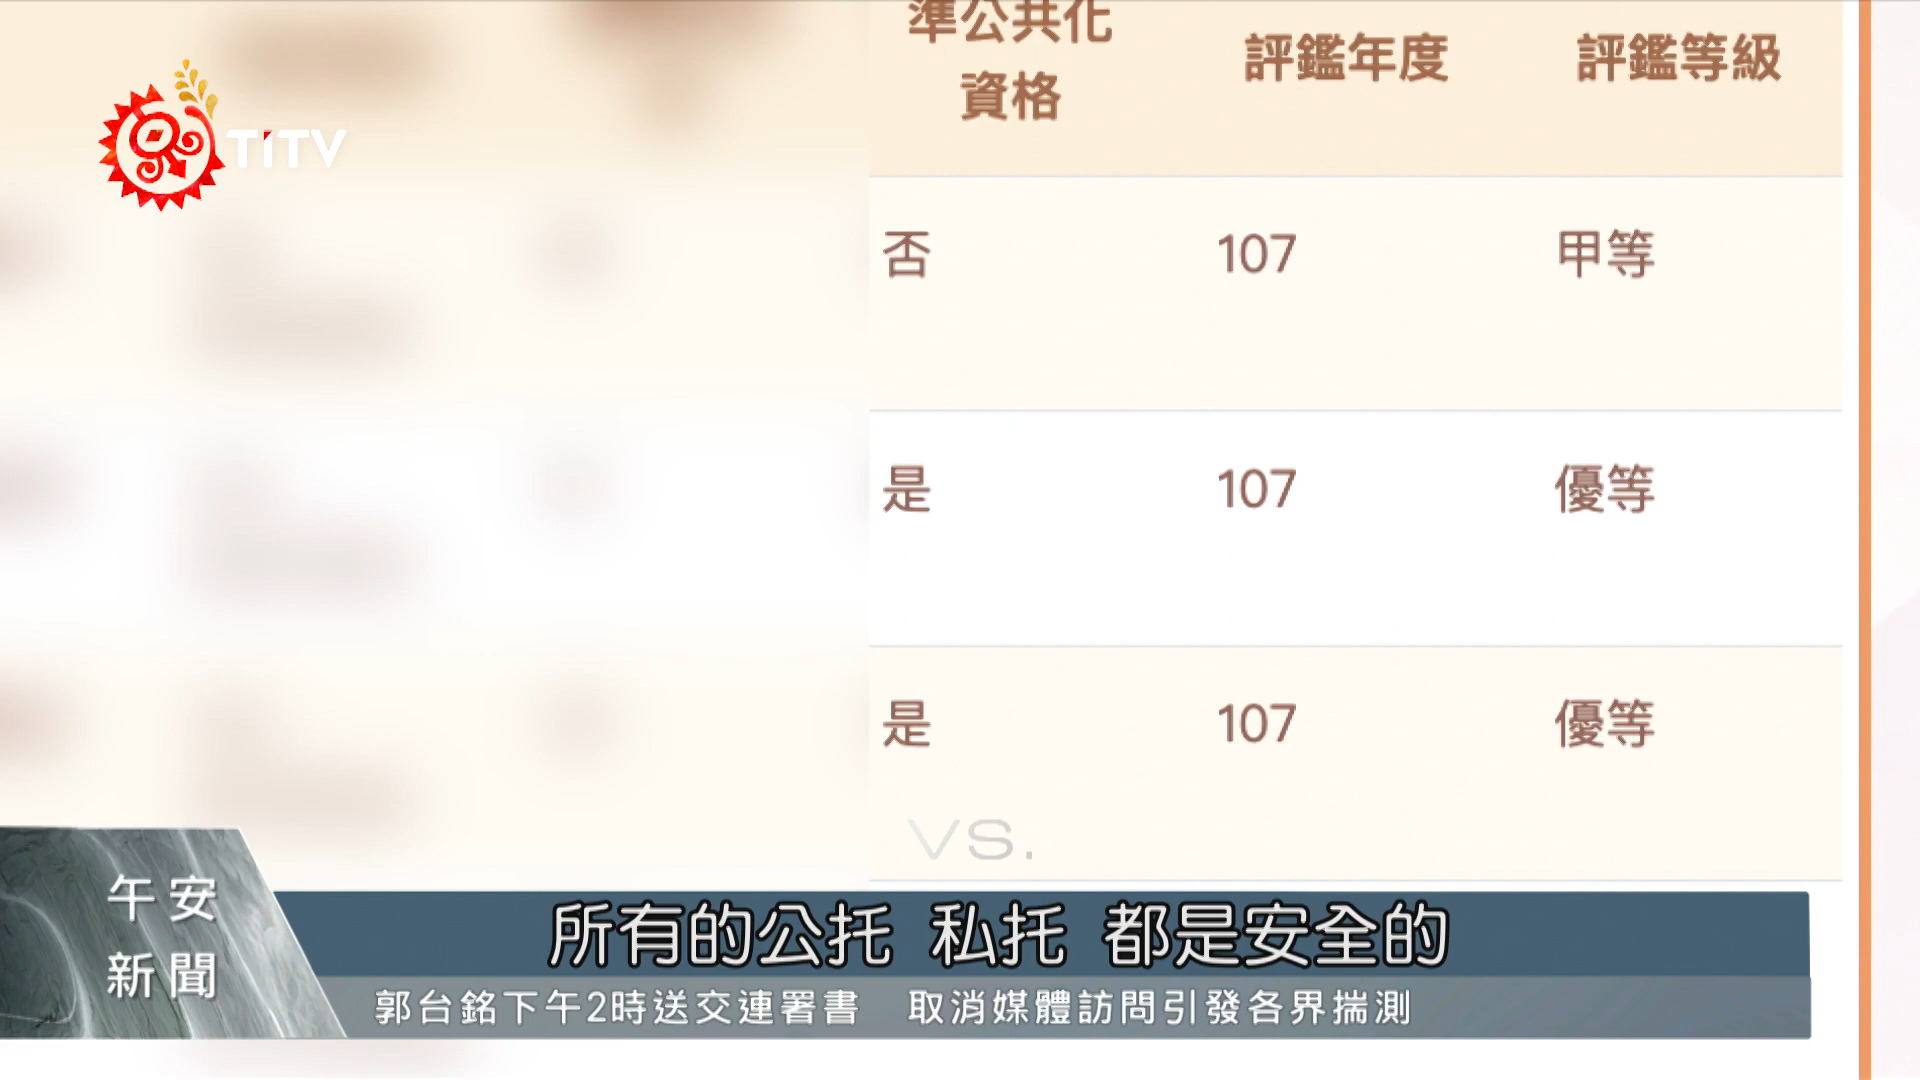 TiTV
準公共化
資格
評鑑年度
評鑑等級
否 107 甲等
是 107 優等
是 107 優等
VS.
午安
新聞
所有的公托 私托 都是安全的
郭台銘下午2時送交連署書 取消媒體訪問引發各界揣測